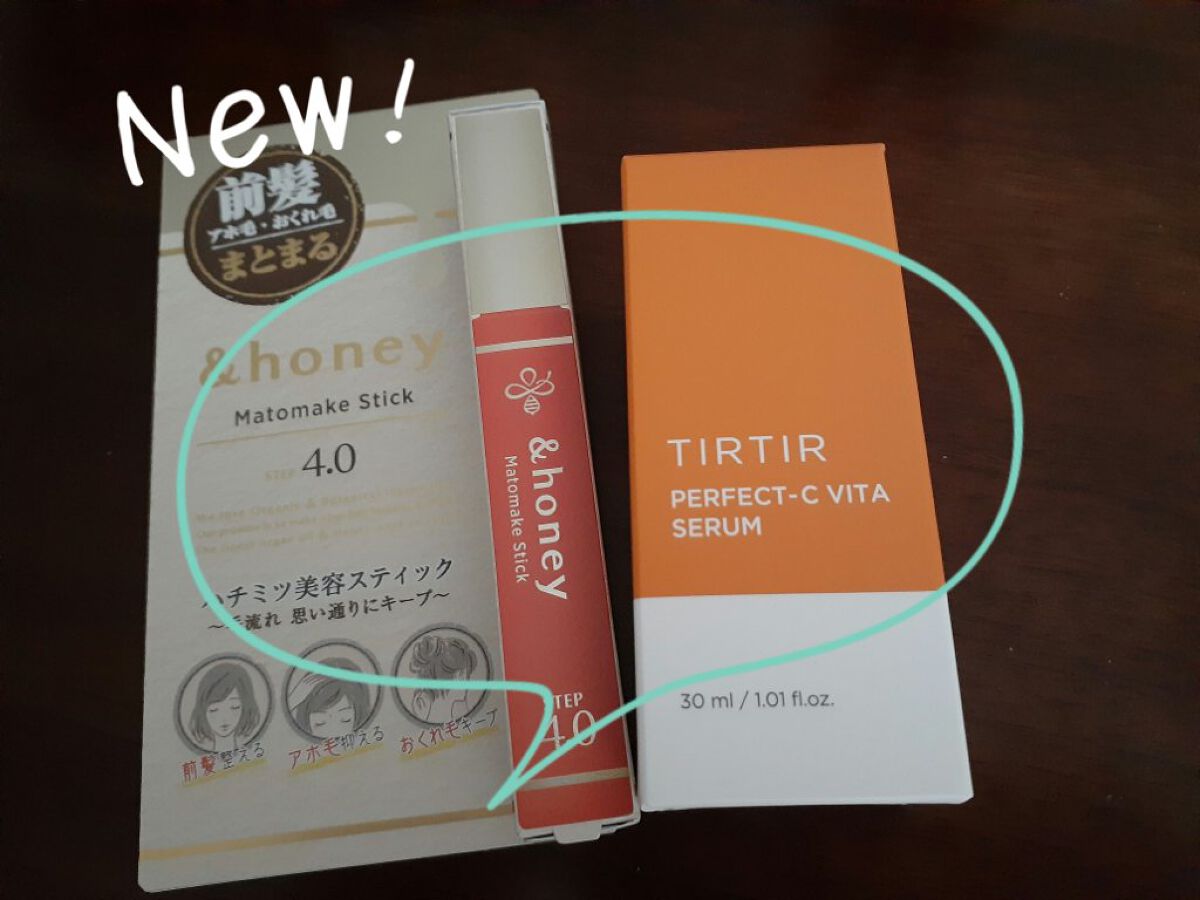 New!
前髪
アホ毛・おくれ毛
まとまる
&honey
Matomake Stick
STEP 4.0
ハチミツ美容スティック
～毛流れ 思い通りにキープ～
前髪整える
アホ毛抑える
おくれ毛キープ
&honey
Matomake Stick
STEP
4.0
TIRTIR
PERFECT-C VITA
SERUM
30 ml / 1.01 fl.oz.